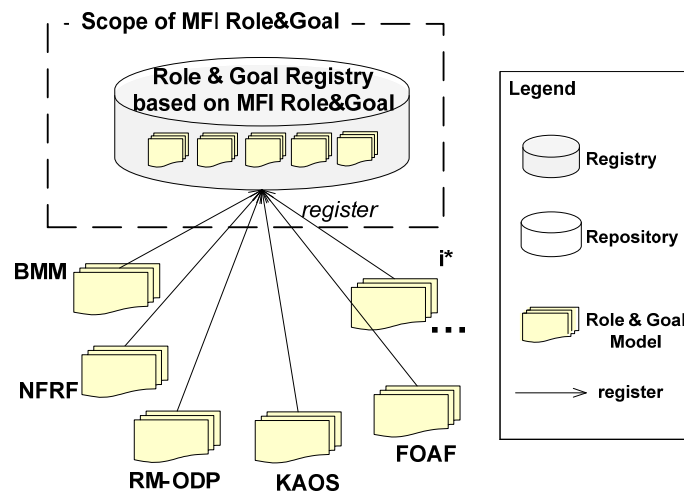 Scope of MFI Role&Goal
Role & Goal Registry
based on MFI Role&Goal
register
BMM
i*
...
NFRF
FOAF
RM-ODP
KAOS
Legend
Registry
Repository
Role & Goal
Model
register